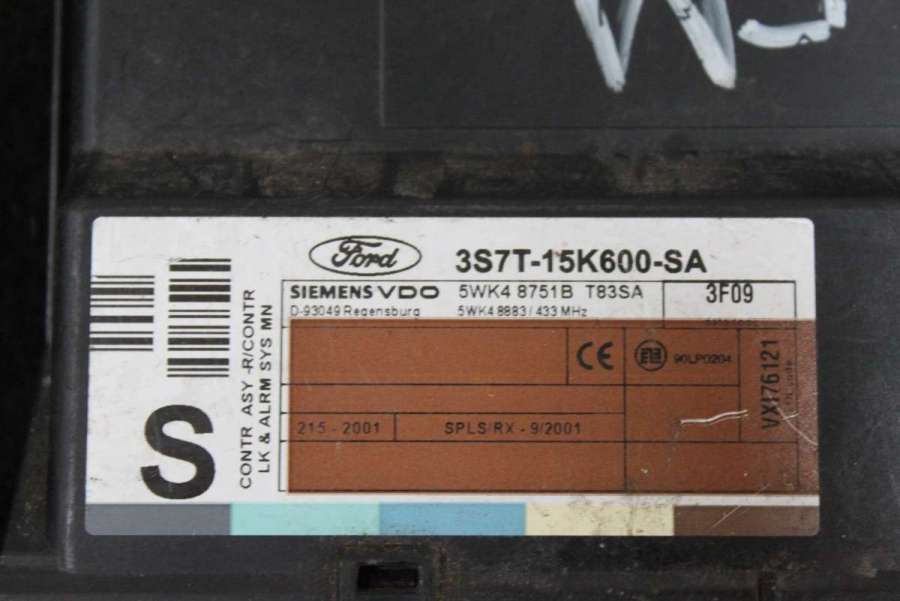 Ford 3S7T-15K600-SA
SIEMENS VDO 5WK4 8751B T83SA 3F09
D-93049 Regensburg 5WK4 8883/433 MHz
CE 90LP0204
VXI76121
215 - 2001 SPLS/RX - 9/2001
CONTR ASY -R/CONTR
LK & ALRM SYS MN
S